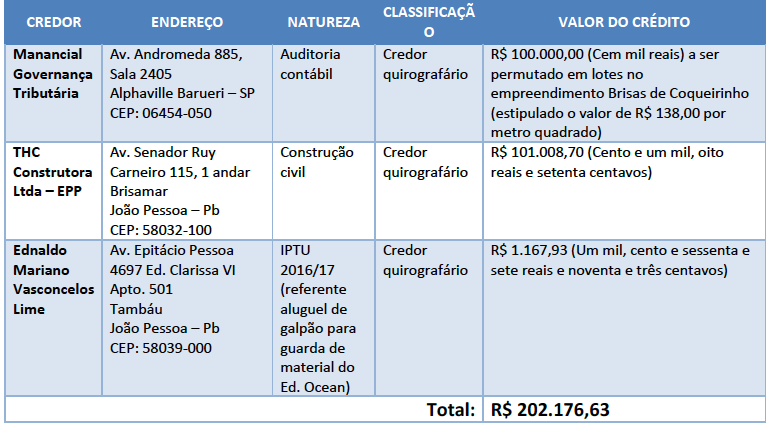 CREDOR
ENDEREÇO
NATUREZA
CLASSIFICAÇÃ
O
VALOR DO CRÉDITO
Manancial
Governança
Tributária
Av. Andromeda 885,
Sala 2405
Alphaville Barueri – SP
CEP: 06454-050
Auditoria
contábil
Credor
quirografário
R$ 100.000,00 (Cem mil reais) a ser
permutado em lotes no
empreendimento Brisas de Coqueirinho
(estipulado o valor de R$ 138,00 por
metro quadrado)
THC
Construtora
Ltda – EPP
Av. Senador Ruy
Carneiro 115, 1 andar
Brisamar
João Pessoa – Pb
CEP: 58032-100
Construção
civil
Credor
quirografário
R$ 101.008,70 (Cento e um mil, oito
reais e setenta centavos)
Ednaldo
Mariano
Vasconcelos
Lime
Av. Epitácio Pessoa
4697 Ed. Clarissa VI
Apto. 501
Tambáu
João Pessoa – Pb
CEP: 58039-000
IPTU
2016/17
(referente
aluguel de
galpão para
guarda de
material do
Ed. Ocean)
Credor
quirografário
R$ 1.167,93 (Um mil, cento e sessenta e
sete reais e noventa e três centavos)
Total:
R$ 202.176,63